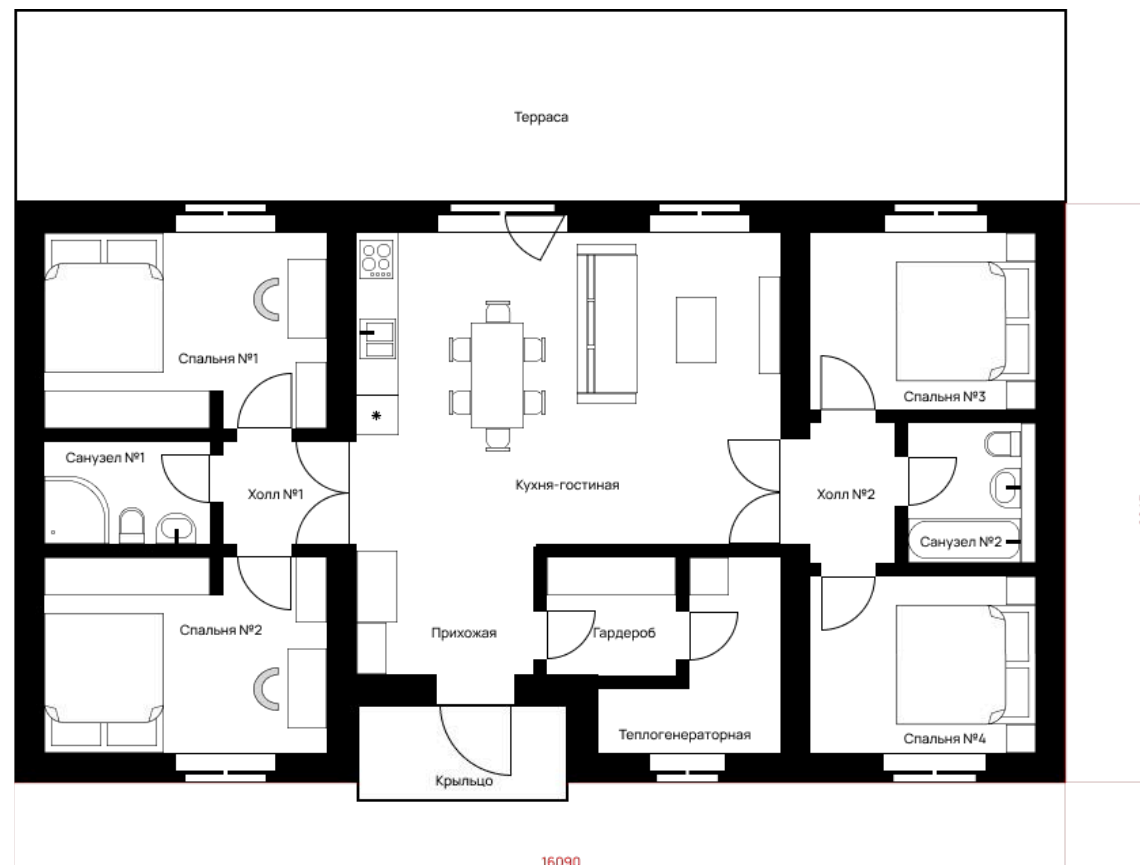 Терраса
Спальня №1
Спальня №3
Санузел №1
Холл №1
Кухня-гостиная
Холл №2
Санузел №2
Спальня №2
Прихожая
Гардероб
Теплогенераторная
Спальня №4
Крыльцо
16090